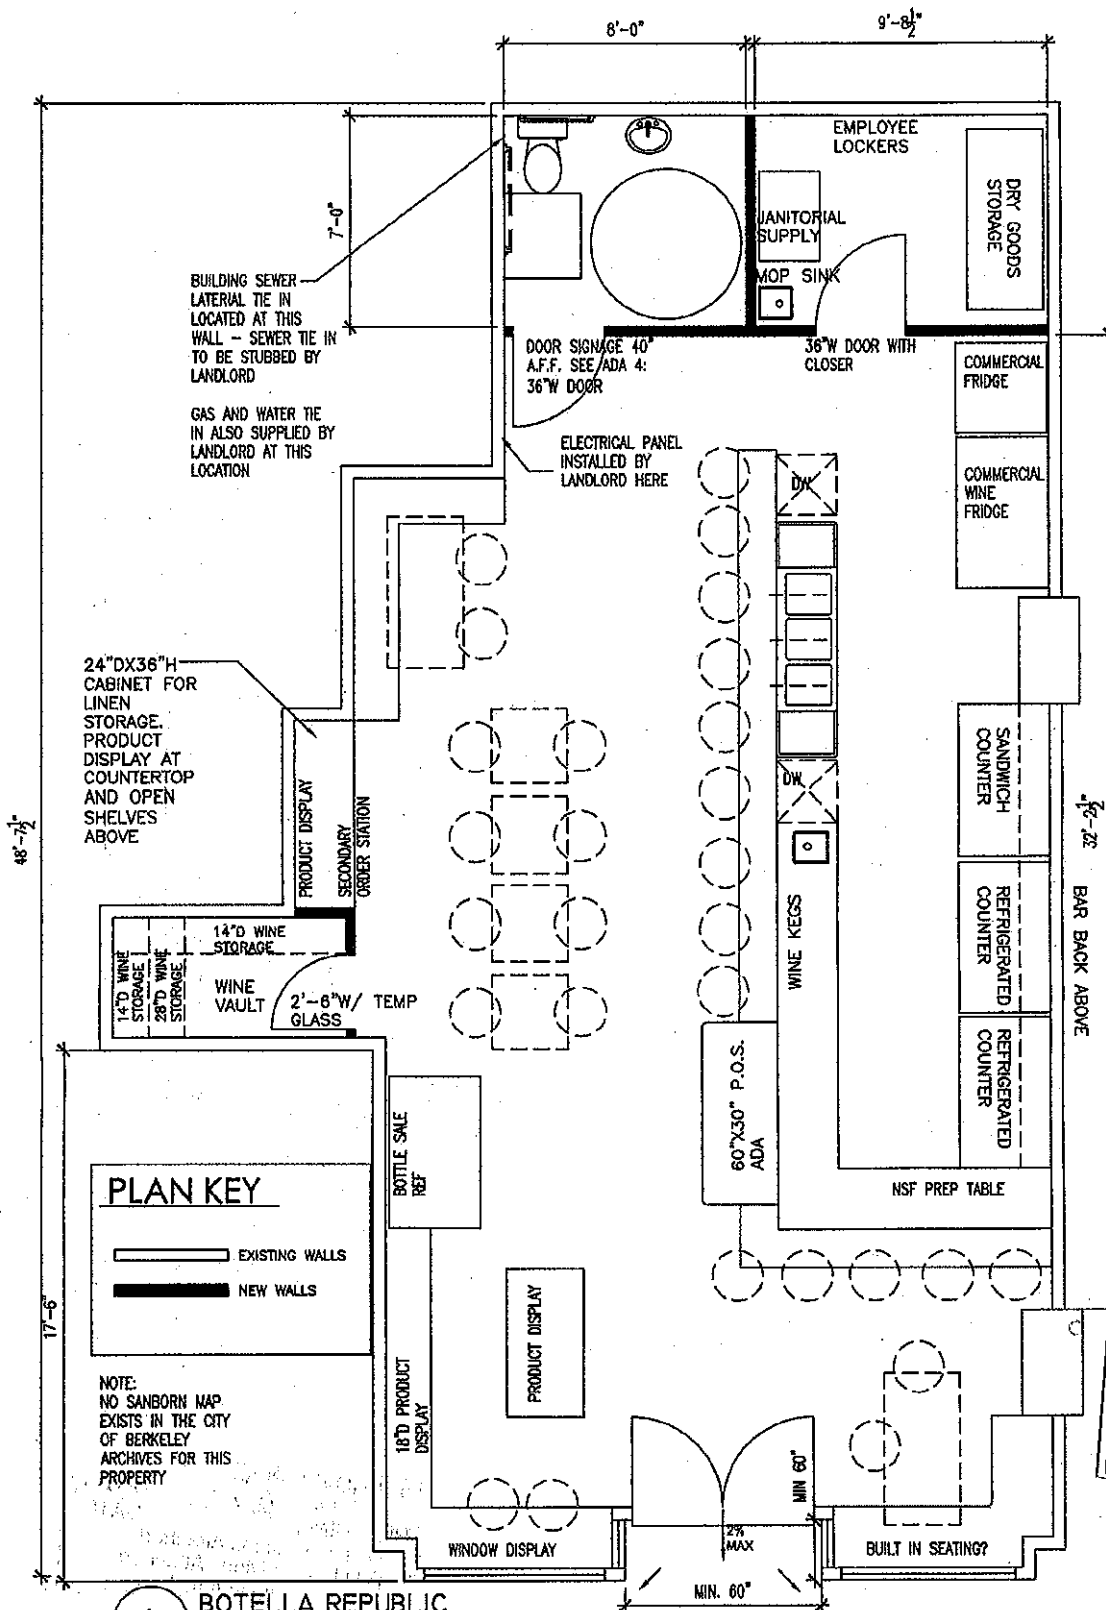 8'-0"
9'-8½"
EMPLOYEE
LOCKERS
DRY GOODS
STORAGE
JANITORIAL
SUPPLY
MOP SINK
7'-0"
BUILDING SEWER
LATERIAL TIE IN
LOCATED AT THIS
WALL – SEWER TIE IN
TO BE STUBBED BY
LANDLORD
GAS AND WATER TIE
IN ALSO SUPPLIED BY
LANDLORD AT THIS
LOCATION
DOOR SIGNAGE 40"
A.F.F. SEE ADA 4:
36"W DOOR
36"W DOOR WITH
CLOSER
COMMERCIAL
FRIDGE
ELECTRICAL PANEL
INSTALLED BY
LANDLORD HERE
COMMERCIAL
WINE
FRIDGE
DW
24"DX36"H
CABINET FOR
LINEN
STORAGE.
PRODUCT
DISPLAY AT
COUNTERTOP
AND OPEN
SHELVES
ABOVE
48'-7½"
PRODUCT DISPLAY
SECONDARY
ORDER STATION
DW
SANDWICH
COUNTER
32'-2½"
BAR BACK ABOVE
14"D WINE
STORAGE
14"D WINE
STORAGE
28"D WINE
STORAGE
WINE
VAULT
2'-6"W/ TEMP
GLASS
WINE KEGS
REFRIGERATED
COUNTER
REFRIGERATED
COUNTER
60"X30" P.O.S.
ADA
BOTTLE SALE
REF
NSF PREP TABLE
PLAN KEY
EXISTING WALLS
NEW WALLS
17'-6"
NOTE:
NO SANBORN MAP
EXISTS IN THE CITY
OF BERKELEY
ARCHIVES FOR THIS
PROPERTY
18"D PRODUCT
DISPLAY
PRODUCT DISPLAY
MIN 60"
2%
MAX
WINDOW DISPLAY
BUILT IN SEATING?
MIN. 60"
BOTELLA REPUBLIC